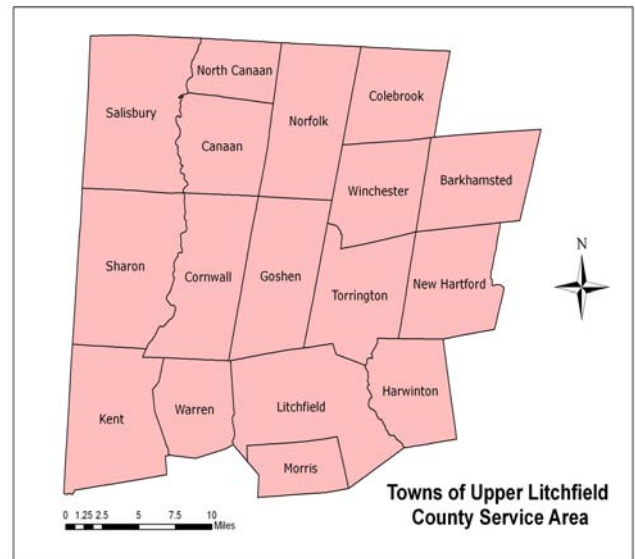 North Canaan
Colebrook
Salisbury
Norfolk
Canaan
Barkhamsted
Winchester
Sharon
Cornwall
Goshen
New Hartford
Torrington
N
Harwinton
Kent
Warren
Litchfield
Morris
Towns of Upper Litchfield
County Service Area
0 1.25 2.5 5 7.5 10
Miles